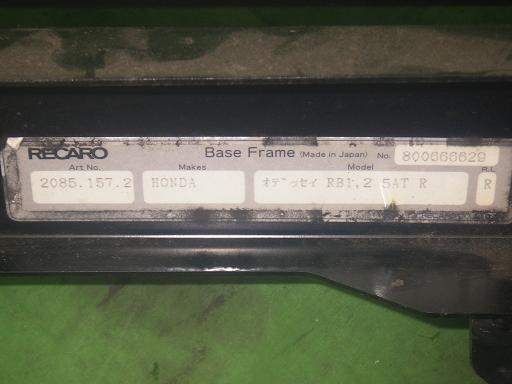 RECARO Base Frame (Made in Japan) No. 800666629
Art No. Makes Model R.L
2085.157.2 HONDA オデッセイ RB1,2 5AT R R